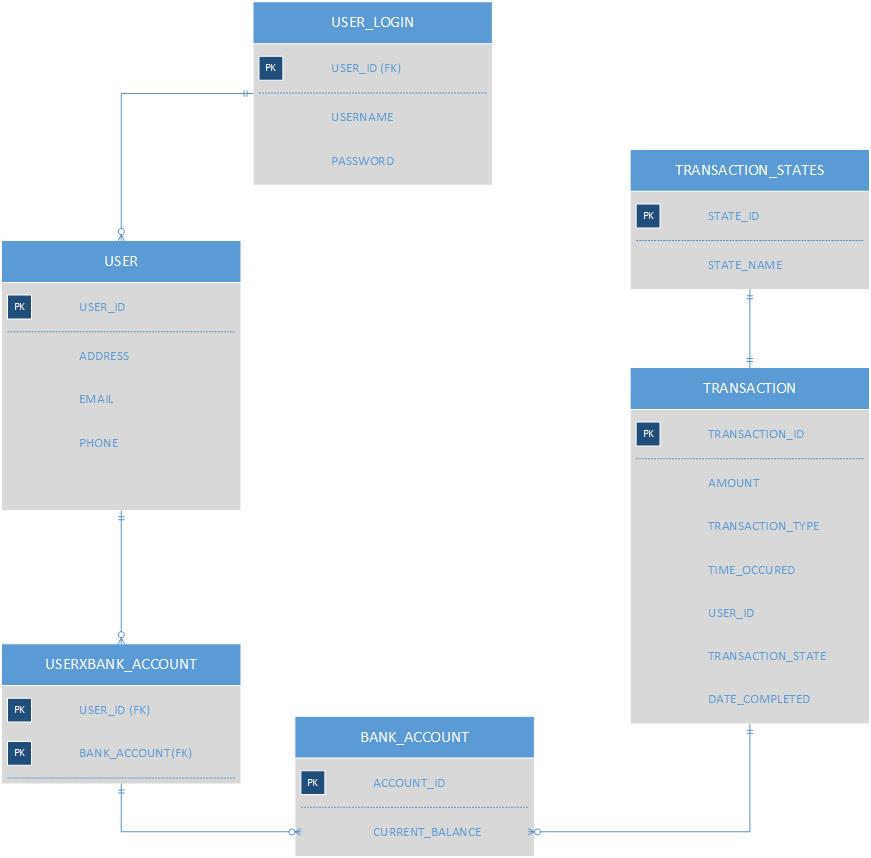 USER_LOGIN
PK USER_ID (FK)
USERNAME
PASSWORD
TRANSACTION_STATES
PK STATE_ID
STATE_NAME
USER
PK USER_ID
ADDRESS
EMAIL
PHONE
TRANSACTION
PK TRANSACTION_ID
AMOUNT
TRANSACTION_TYPE
TIME_OCCURED
USER_ID
TRANSACTION_STATE
DATE_COMPLETED
USERXBANK_ACCOUNT
PK USER_ID (FK)
PK BANK_ACCOUNT(FK)
BANK_ACCOUNT
PK ACCOUNT_ID
CURRENT_BALANCE